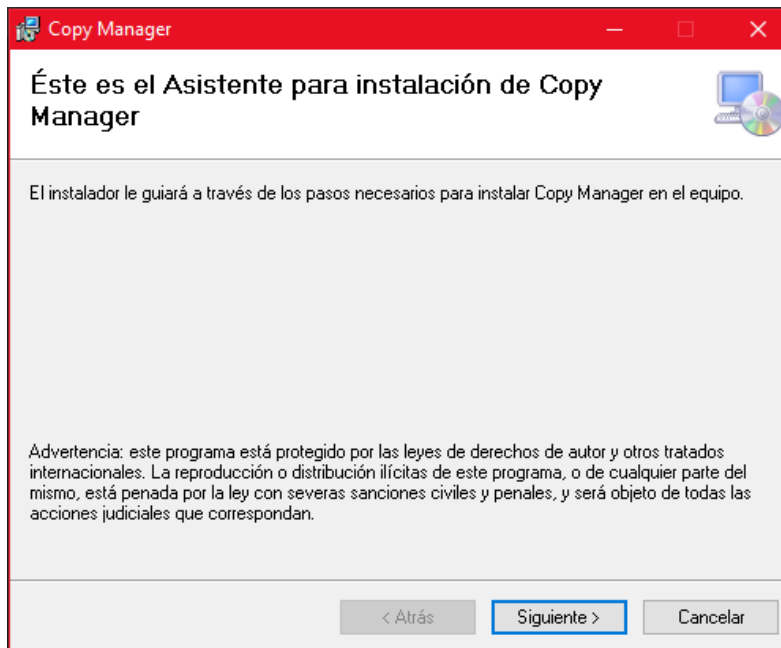 Copy Manager
Éste es el Asistente para instalación de Copy
Manager
El instalador le guiará a través de los pasos necesarios para instalar Copy Manager en el equipo.
Advertencia: este programa está protegido por las leyes de derechos de autor y otros tratados
internacionales. La reproducción o distribución ilícitas de este programa, o de cualquier parte del
mismo, está penada por la ley con severas sanciones civiles y penales, y será objeto de todas las
acciones judiciales que correspondan.
< Atrás
Siguiente >
Cancelar